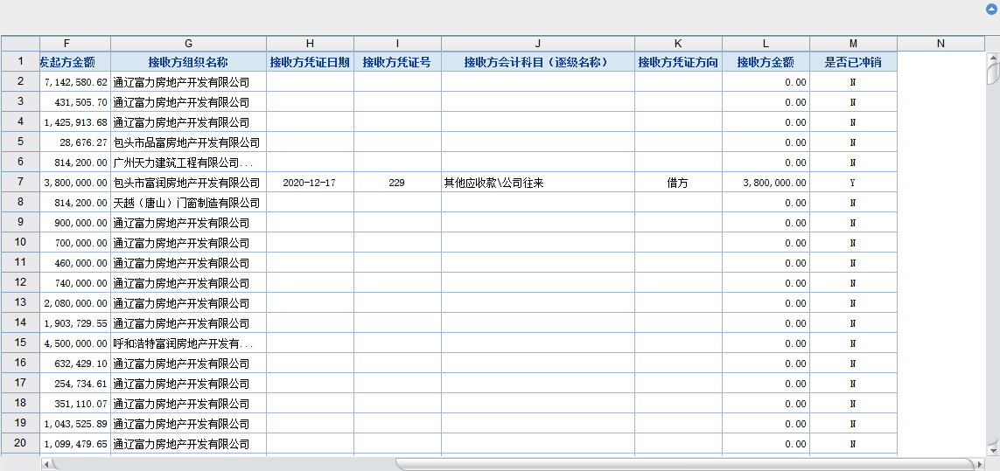 F G H I J K L M N
1 发起方金额 接收方组织名称 接收方凭证日期 接收方凭证号 接收方会计科目（逐级名称） 接收方凭证方向 接收方金额 是否已冲销
2 7,142,580.62 通辽富力房地产开发有限公司 0.00 N
3 431,505.70 通辽富力房地产开发有限公司 0.00 N
4 1,425,913.68 通辽富力房地产开发有限公司 0.00 N
5 28,676.27 包头市品富房地产开发有限公司 0.00 N
6 814,200.00 广州天力建筑工程有限公司... 0.00 N
7 3,800,000.00 包头市富润房地产开发有限公司 2020-12-17 229 其他应收款\公司往来 借方 3,800,000.00 Y
8 814,200.00 天越（唐山）门窗制造有限公司 0.00 N
9 900,000.00 通辽富力房地产开发有限公司 0.00 N
10 700,000.00 通辽富力房地产开发有限公司 0.00 N
11 460,000.00 通辽富力房地产开发有限公司 0.00 N
12 740,000.00 通辽富力房地产开发有限公司 0.00 N
13 2,080,000.00 通辽富力房地产开发有限公司 0.00 N
14 1,903,729.55 通辽富力房地产开发有限公司 0.00 N
15 4,500,000.00 呼和浩特富润房地产开发有... 0.00 N
16 632,429.10 通辽富力房地产开发有限公司 0.00 N
17 254,734.61 通辽富力房地产开发有限公司 0.00 N
18 351,110.07 通辽富力房地产开发有限公司 0.00 N
19 1,043,525.89 通辽富力房地产开发有限公司 0.00 N
20 1,099,479.65 通辽富力房地产开发有限公司 0.00 N